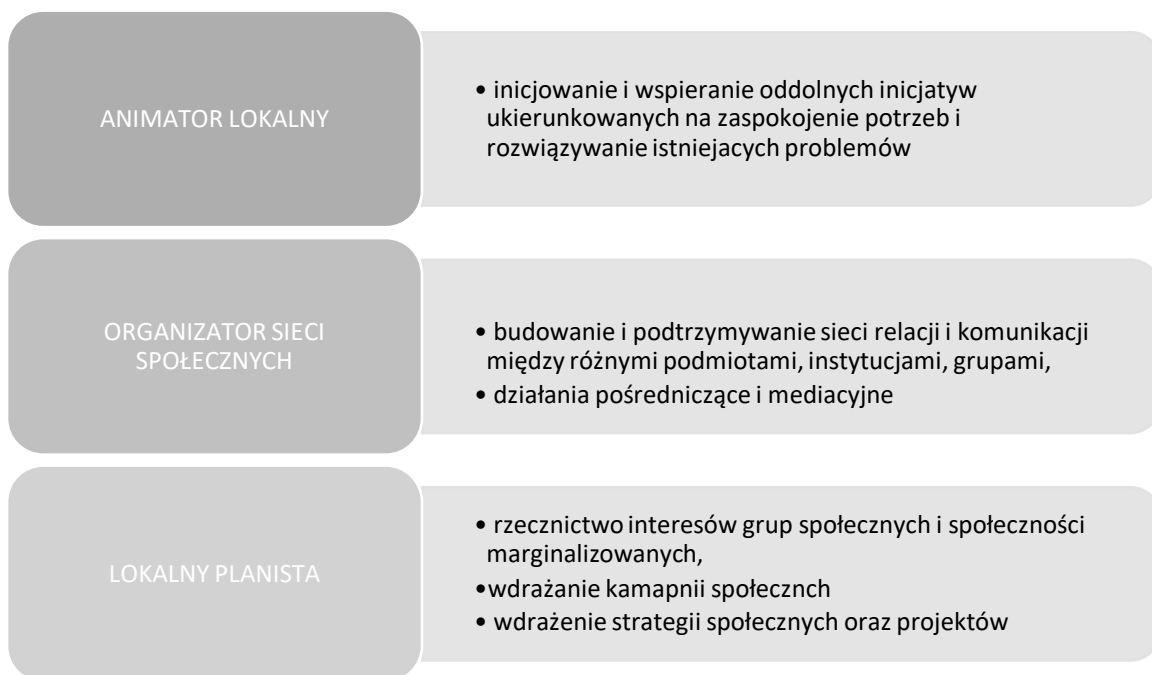 ANIMATOR LOKALNY
• inicjowanie i wspieranie oddolnych inicjatyw
ukierunkowanych na zaspokojenie potrzeb i
rozwiązywanie istniejacych problemów
ORGANIZATOR SIECI
SPOŁECZNYCH
• budowanie i podtrzymywanie sieci relacji i komunikacji
między różnymi podmiotami, instytucjami, grupami,
• działania pośredniczące i mediacyjne
LOKALNY PLANISTA
• rzecznictwo interesów grup społecznych i społeczności
marginalizowanych,
•wdrażanie kamapnii społecznch
• wdrażenie strategii społecznych oraz projektów